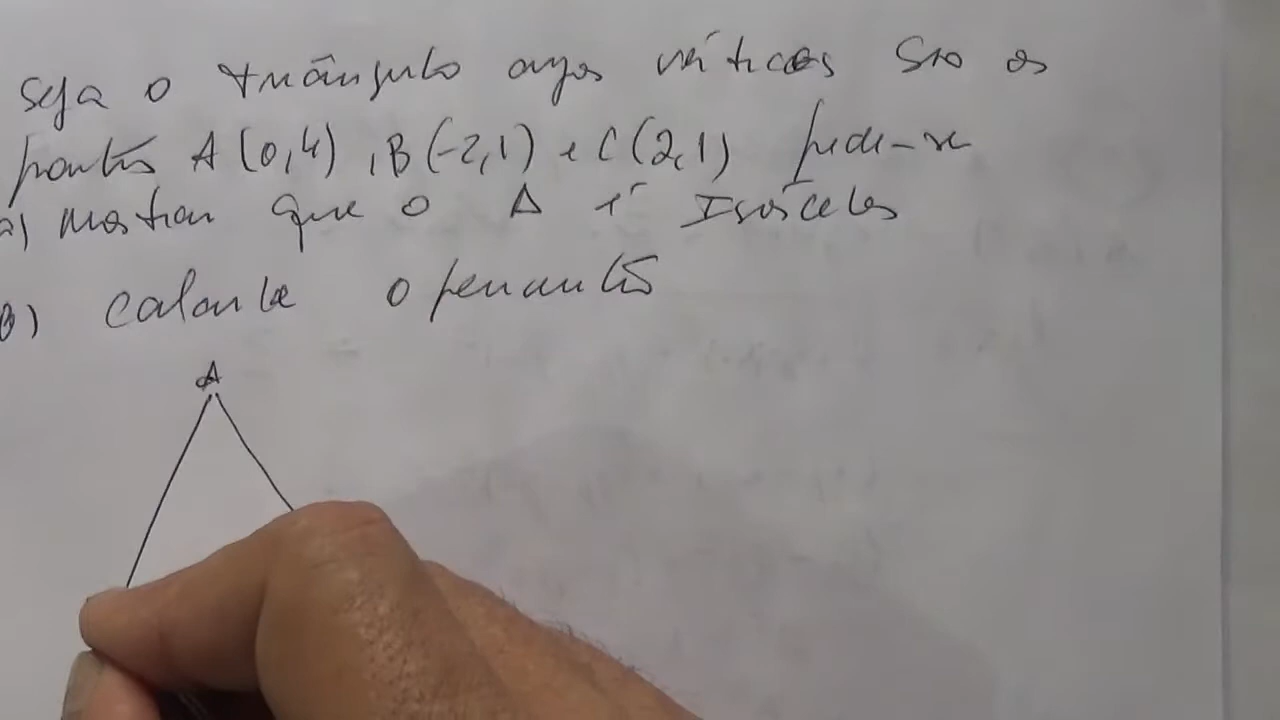 Seja o triângulo cujos vértices são os
pontos A(0,4), B(-2,1) e C(2,1) pede-se
a) mostrar que o Δ é Isósceles
B) Calcule o perímetro
A